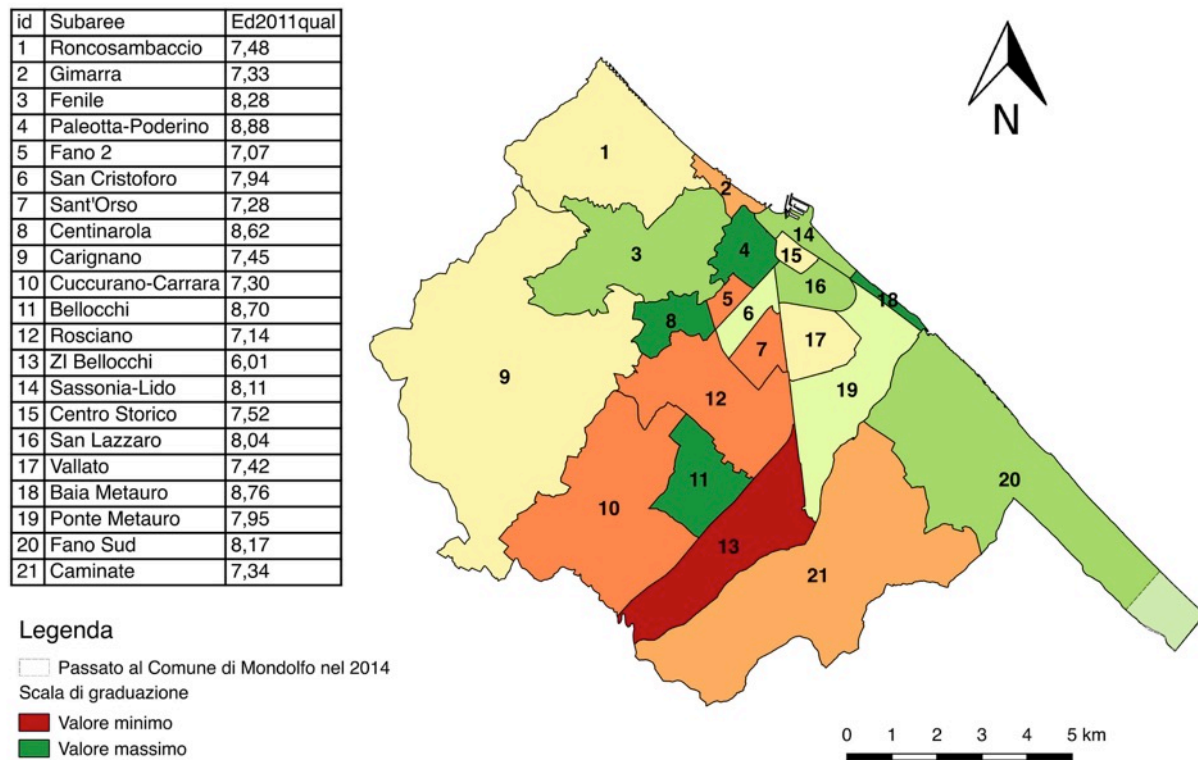 id Subaree Ed2011qual
1 Roncosambaccio 7,48
2 Gimarra 7,33
3 Fenile 8,28
4 Paleotta-Poderino 8,88
5 Fano 2 7,07
6 San Cristoforo 7,94
7 Sant'Orso 7,28
8 Centinarola 8,62
9 Carignano 7,45
10 Cuccurano-Carrara 7,30
11 Bellocchi 8,70
12 Rosciano 7,14
13 ZI Bellocchi 6,01
14 Sassonia-Lido 8,11
15 Centro Storico 7,52
16 San Lazzaro 8,04
17 Vallato 7,42
18 Baia Metauro 8,76
19 Ponte Metauro 7,95
20 Fano Sud 8,17
21 Caminate 7,34
Legenda
Passato al Comune di Mondolfo nel 2014
Scala di graduazione
Valore minimo
Valore massimo
N
1
2
14
3
4
15
16
18
5
6
8
7
17
9
12
19
11
20
10
13
21
0 1 2 3 4 5 km